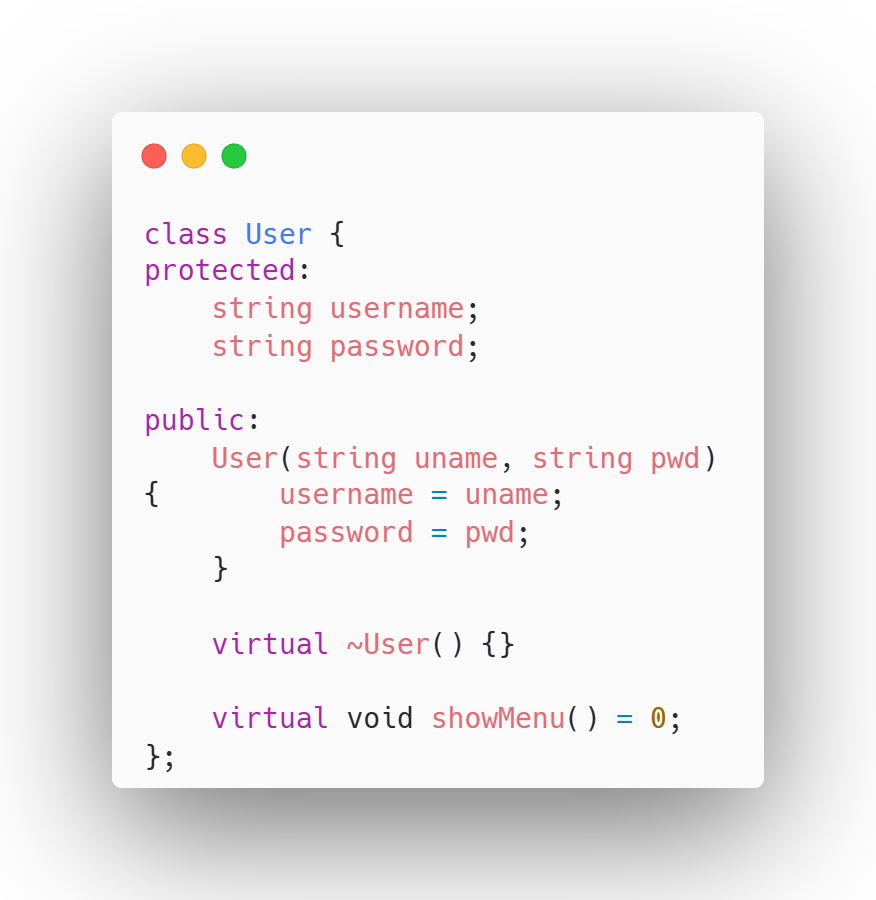 class User {
protected:
    string username;
    string password;

public:
    User(string uname, string pwd)
{       username = uname;
        password = pwd;
    }

    virtual ~User() {}

    virtual void showMenu() = 0;
};